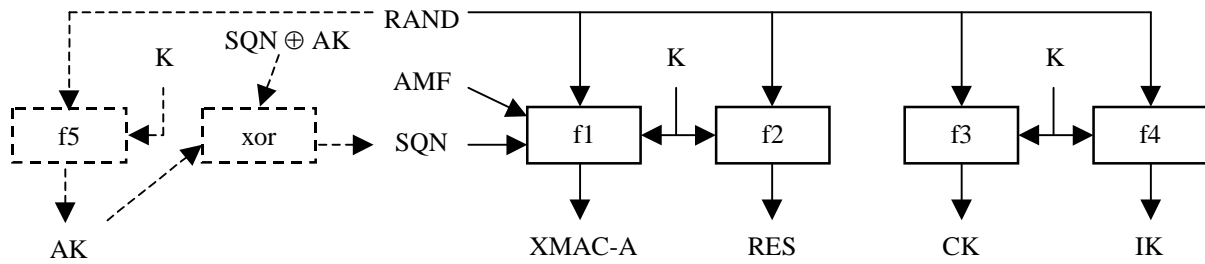 RAND
SQN ⊕ AK
K
K
K
AMF
f5
xor
SQN
f1
f2
f3
f4
AK
XMAC-A
RES
CK
IK